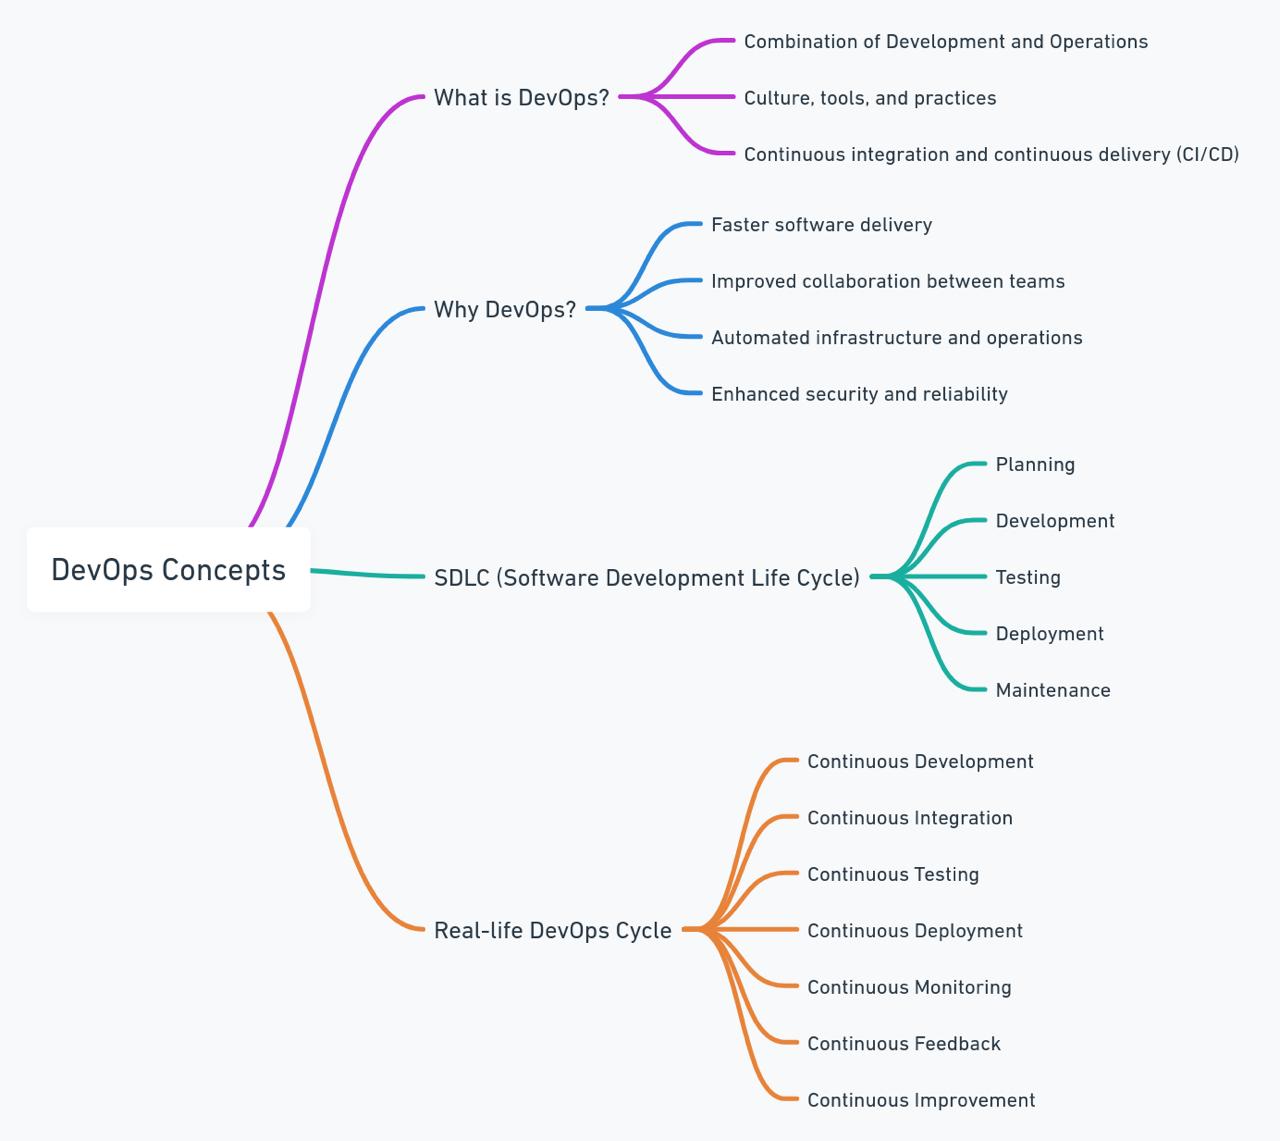 DevOps Concepts
What is DevOps?
Combination of Development and Operations
Culture, tools, and practices
Continuous integration and continuous delivery (CI/CD)
Why DevOps?
Faster software delivery
Improved collaboration between teams
Automated infrastructure and operations
Enhanced security and reliability
SDLC (Software Development Life Cycle)
Planning
Development
Testing
Deployment
Maintenance
Real-life DevOps Cycle
Continuous Development
Continuous Integration
Continuous Testing
Continuous Deployment
Continuous Monitoring
Continuous Feedback
Continuous Improvement